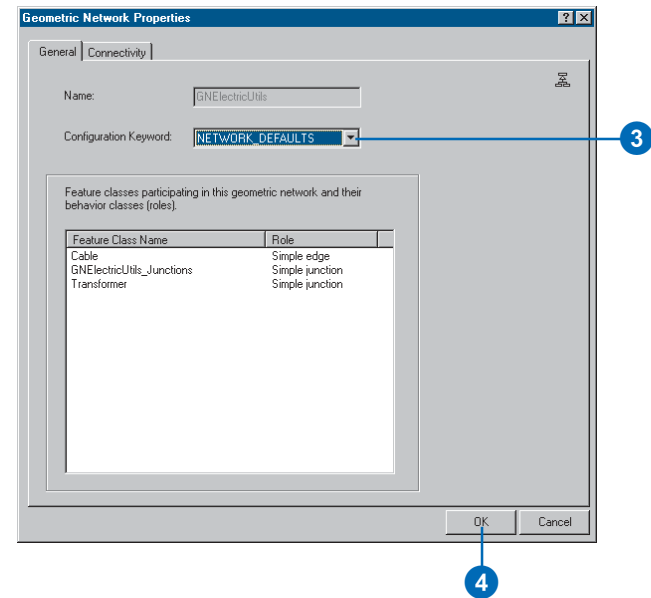 Geometric Network Properties
General Connectivity
Name: GNElectricUtils
Configuration Keyword: NETWORK_DEFAULTS
3
Feature classes participating in this geometric network and their
behavior classes (roles).
Feature Class Name Role
Cable Simple edge
GNElectricUtils_Junctions Simple junction
Transformer Simple junction
OK Cancel
4